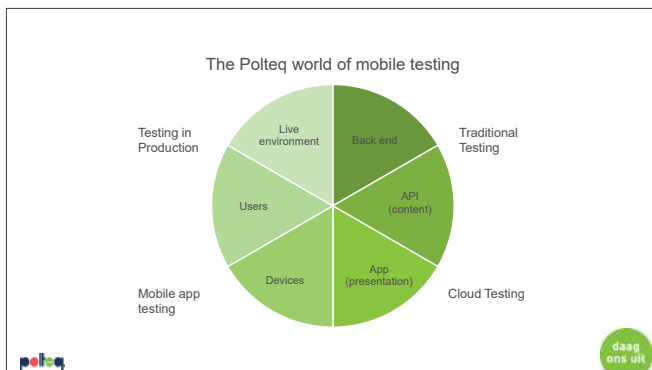 The Polteq world of mobile testing
Testing in
Production
Live
environment
Back end
Traditional
Testing
Users
API
(content)
Devices
App
(presentation)
Mobile app
testing
Cloud Testing
polteq
daag
ons uit